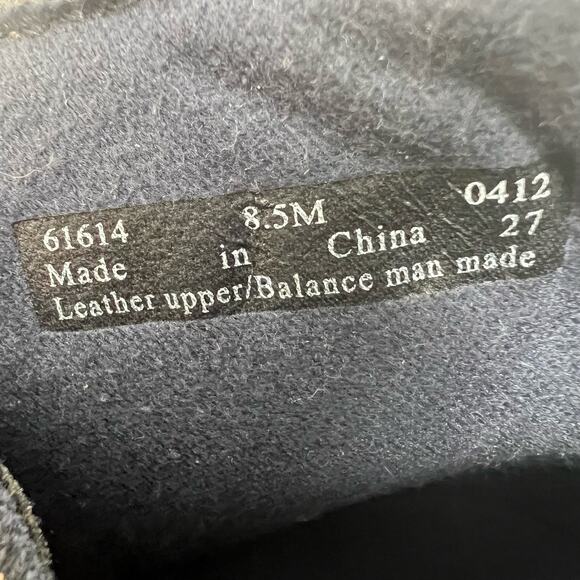 61614 8.5M 0412
Made in China 27
Leather upper/Balance man made